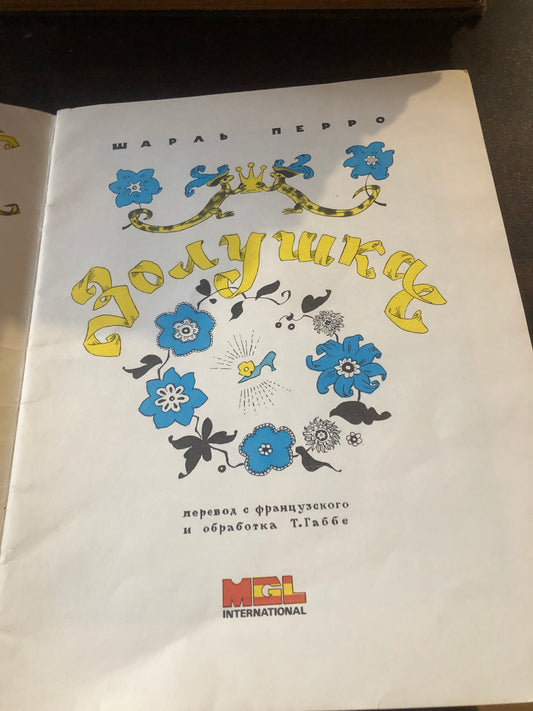 ШАРЛЬ ПЕРРО
Золушка
перевод с французского
и обработка Т. Габбе
MGL
INTERNATIONAL